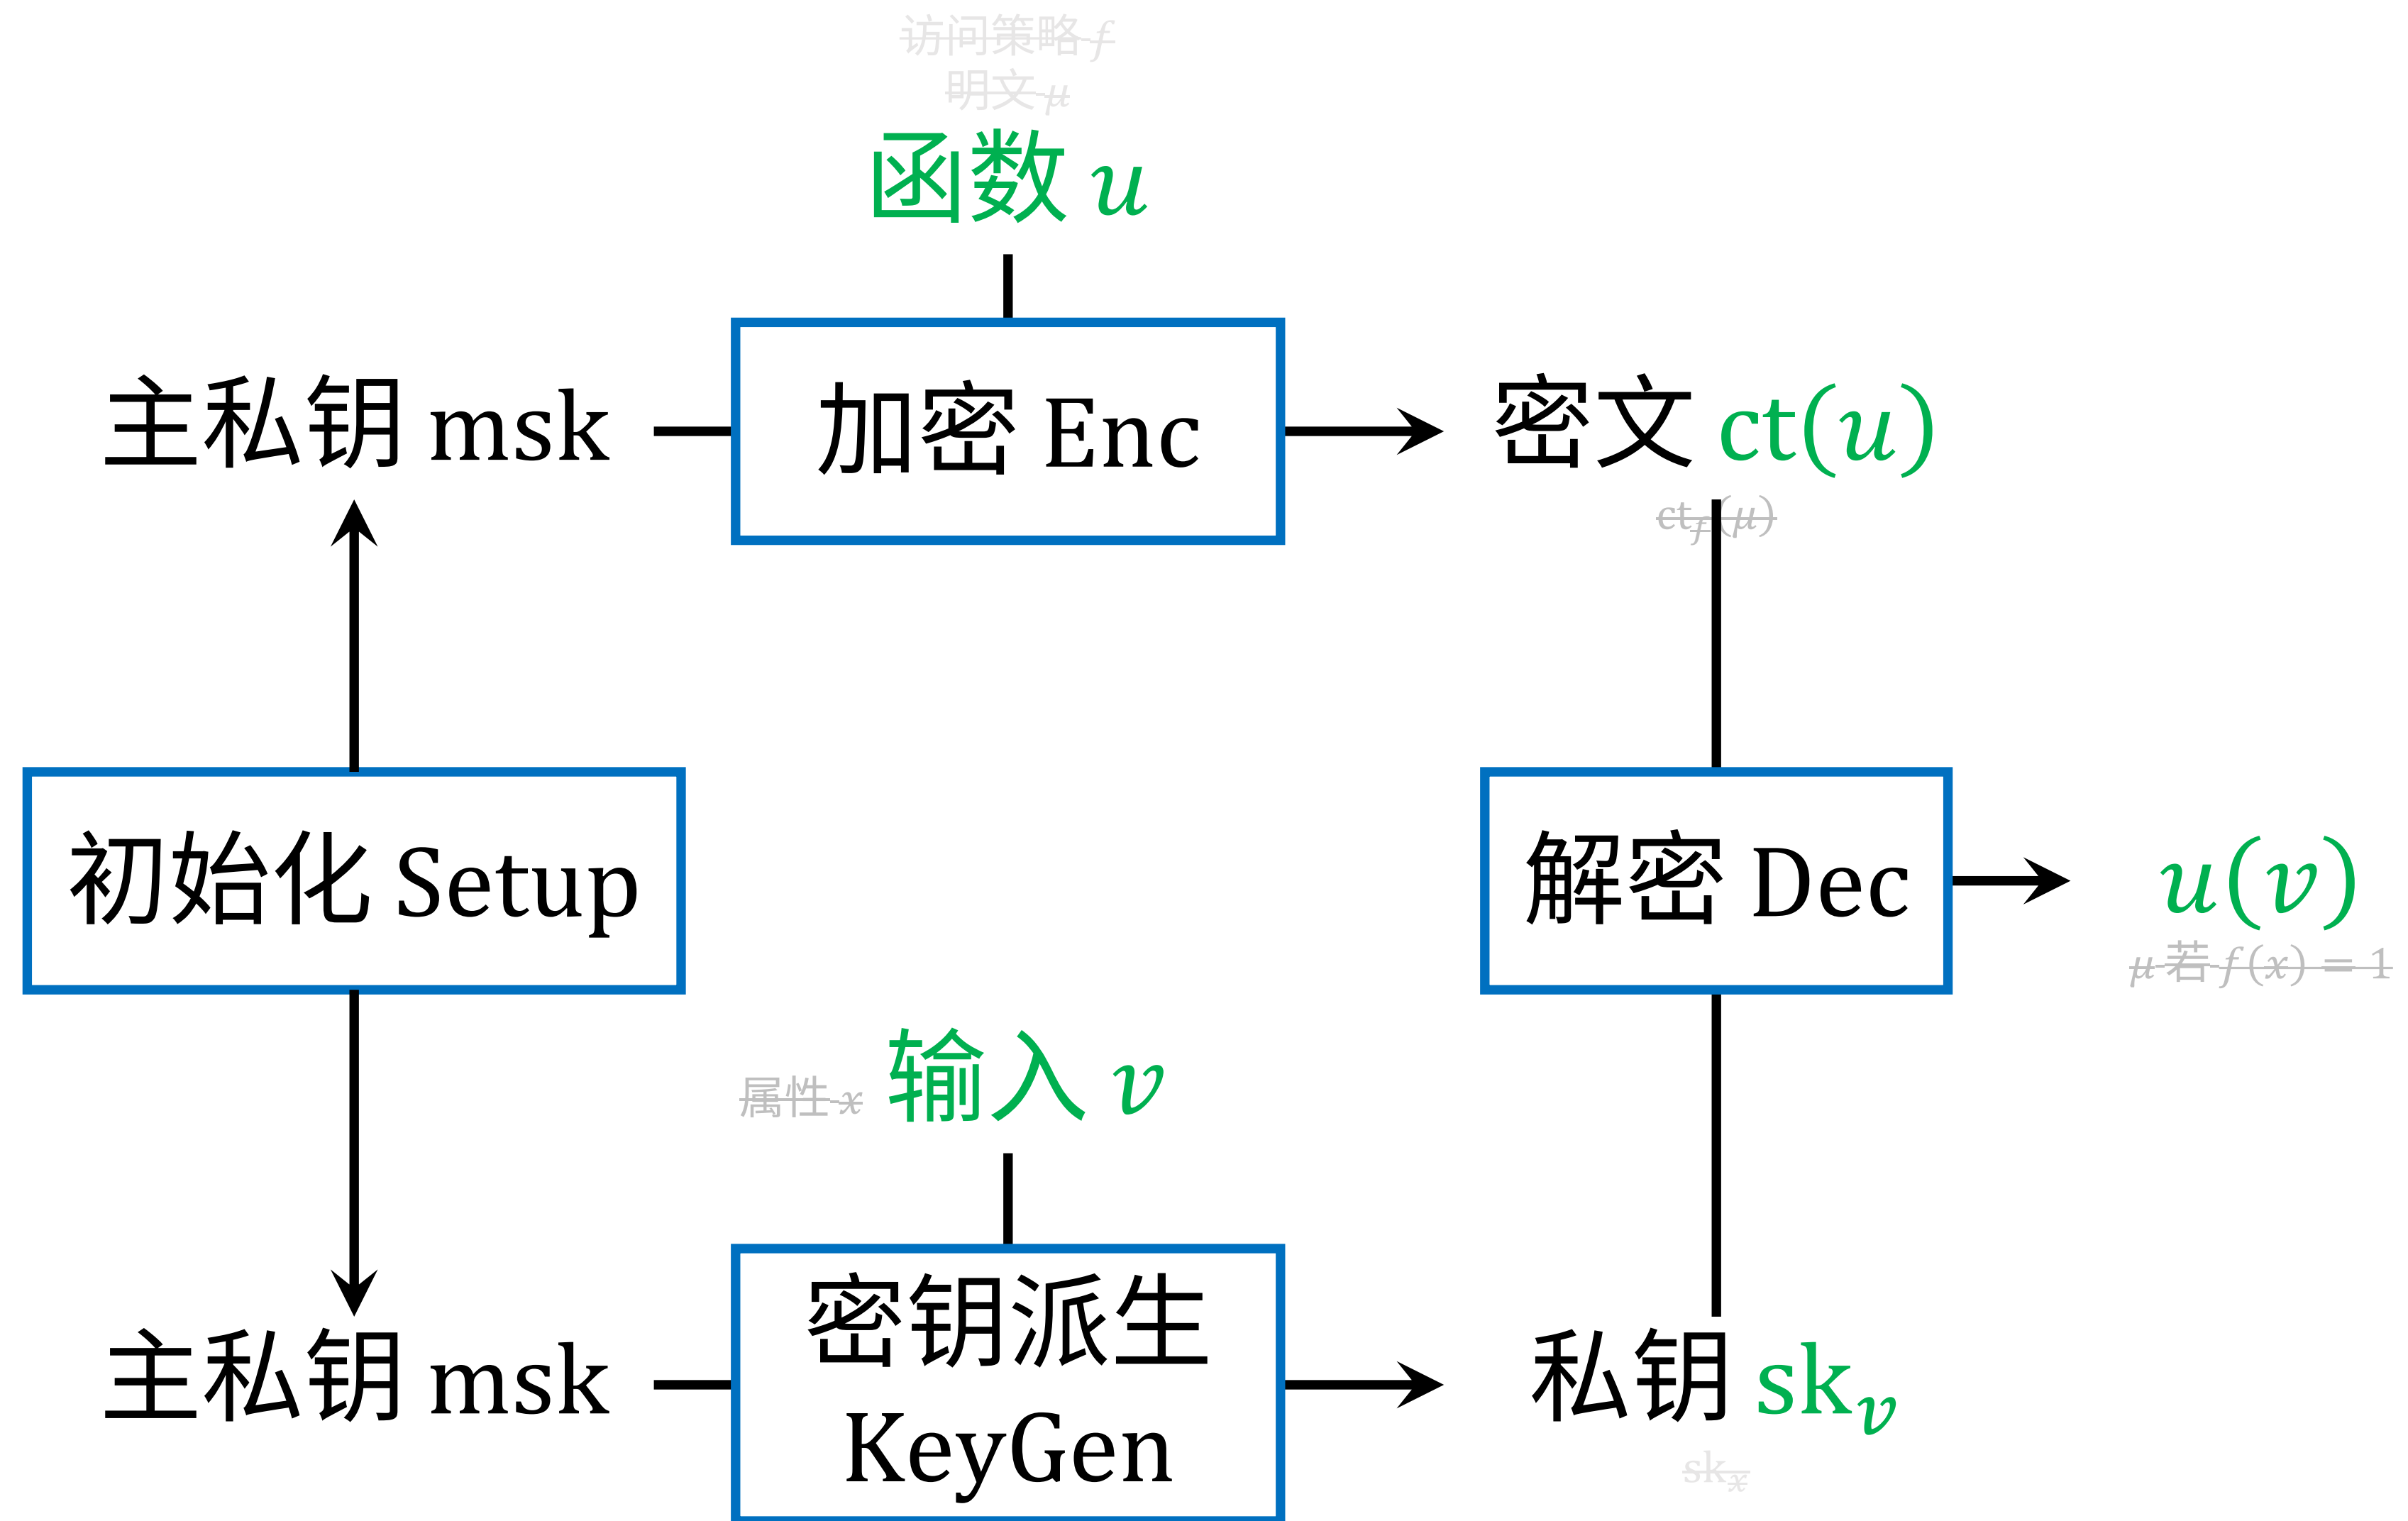 访问策略 f
明文 μ
函数 u
主私钥 msk
加密 Enc
密文 ct(u)
ct_f(μ)
初始化 Setup
解密 Dec
u(v)
μ 若 f(x) = 1
属性 x
输入 v
主私钥 msk
密钥派生
KeyGen
私钥 sk_v
sk_x